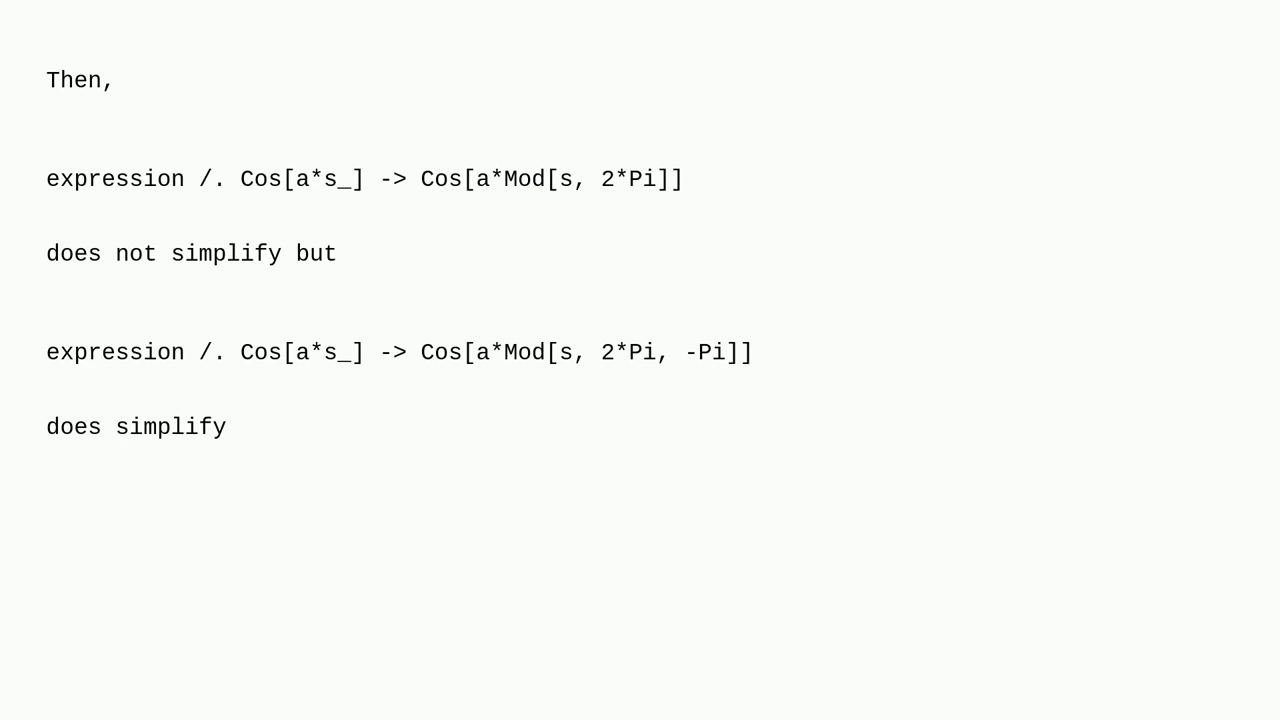 Then,
expression /. Cos[a*s_] -> Cos[a*Mod[s, 2*Pi]]
does not simplify but
expression /. Cos[a*s_] -> Cos[a*Mod[s, 2*Pi, -Pi]]
does simplify